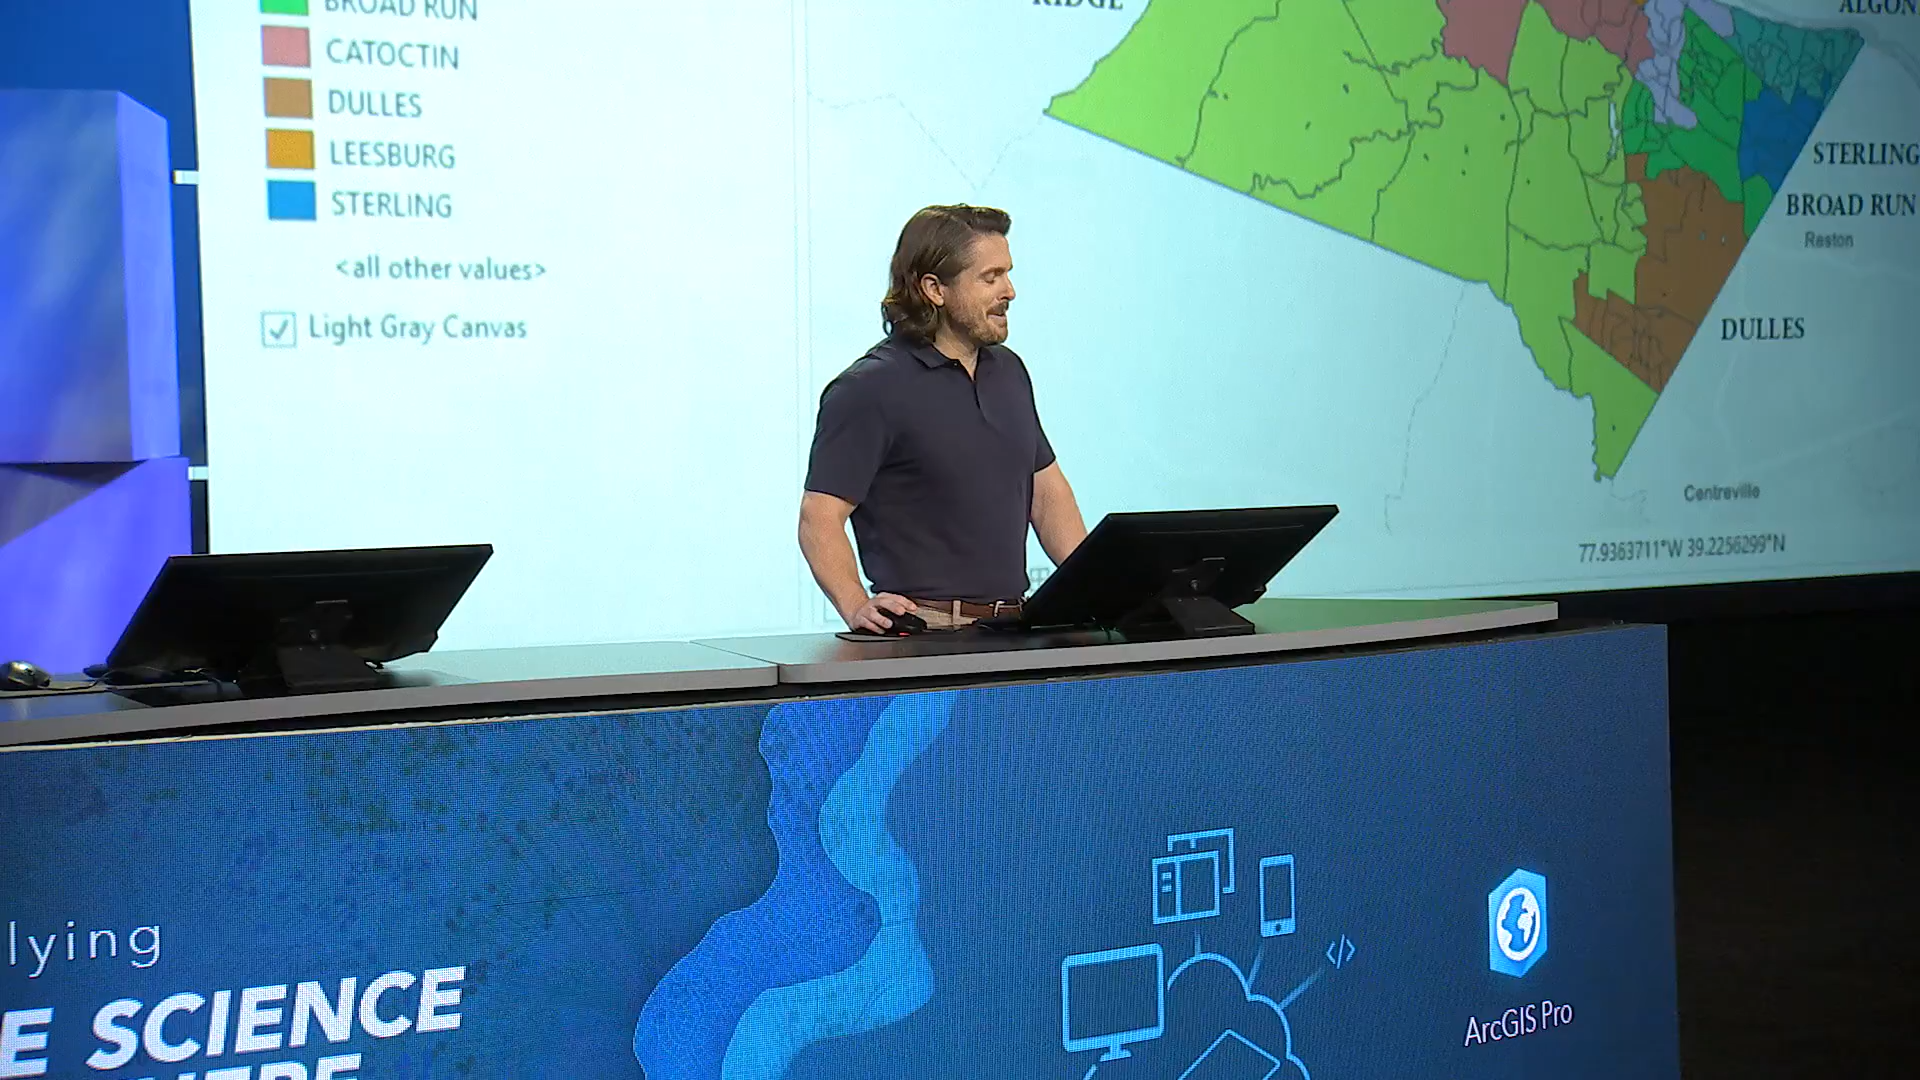 BROAD RUN
CATOCTIN
DULLES
LEESBURG
STERLING
<all other values>
Light Gray Canvas
RIDGE
ALGON
STERLING
BROAD RUN
Reston
DULLES
Centreville
77.9363711°W 39.2256299°N
lying
E SCIENCE
WHERE
</>
ArcGIS Pro